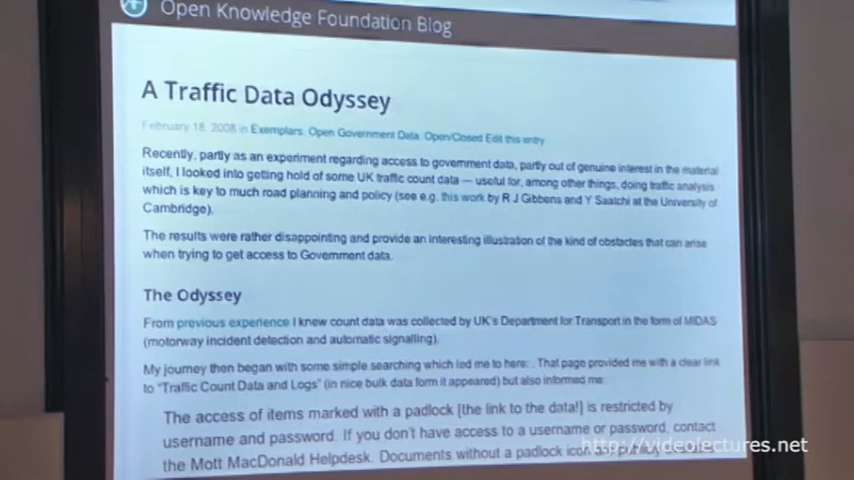 Open Knowledge Foundation Blog
A Traffic Data Odyssey
February 18, 2008 in Exemplars, Open Government Data, Open/Closed Edit this entry
Recently, partly as an experiment regarding access to government data, partly out of genuine interest in the material
itself, I looked into getting hold of some UK traffic count data — useful for, among other things, doing traffic analysis
which is key to much road planning and policy (see e.g. this work by R J Gibbens and Y Saatchi at the University of
Cambridge).
The results were rather disappointing and provide an interesting illustration of the kind of obstacles that can arise
when trying to get access to Government data.
The Odyssey
From previous experience I knew count data was collected by UK's Department for Transport in the form of MIDAS
(motorway incident detection and automatic signalling).
My journey then began with some simple searching which led me to here: . That page provided me with a clear link
to "Traffic Count Data and Logs" (in nice bulk data form it appeared) but also informed me:
The access of items marked with a padlock [the link to the data!] is restricted by
username and password. If you don't have access to a username or password, contact
the Mott MacDonald Helpdesk. Documents without a padlock icon are
http://videolectures.net